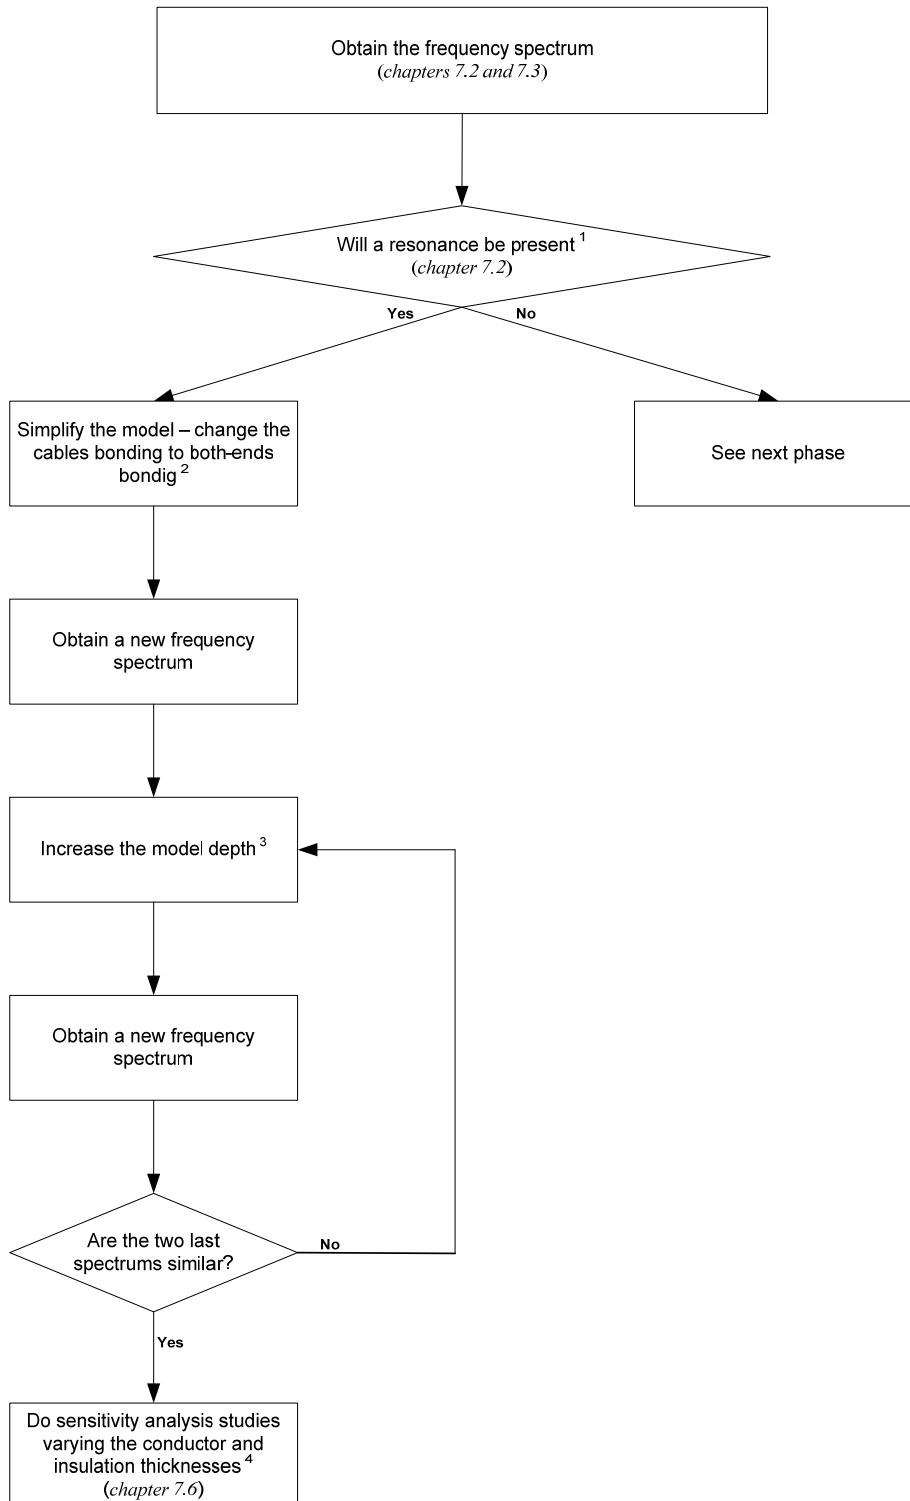 Obtain the frequency spectrum
(chapters 7.2 and 7.3)
Will a resonance be present 1
(chapter 7.2)
Yes
No
Simplify the model – change the
cables bonding to both-ends
bondig 2
See next phase
Obtain a new frequency
spectrum
Increase the model depth 3
Obtain a new frequency
spectrum
Are the two last
spectrums similar?
No
Yes
Do sensitivity analysis studies
varying the conductor and
insulation thicknesses 4
(chapter 7.6)